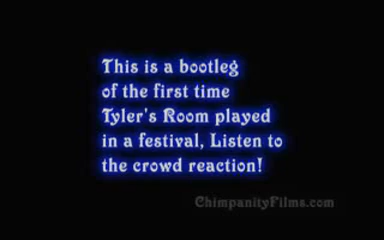 This is a bootleg
of the first time
Tyler's Room played
in a festival, Listen to
the crowd reaction!
ChimpanityFilms.com